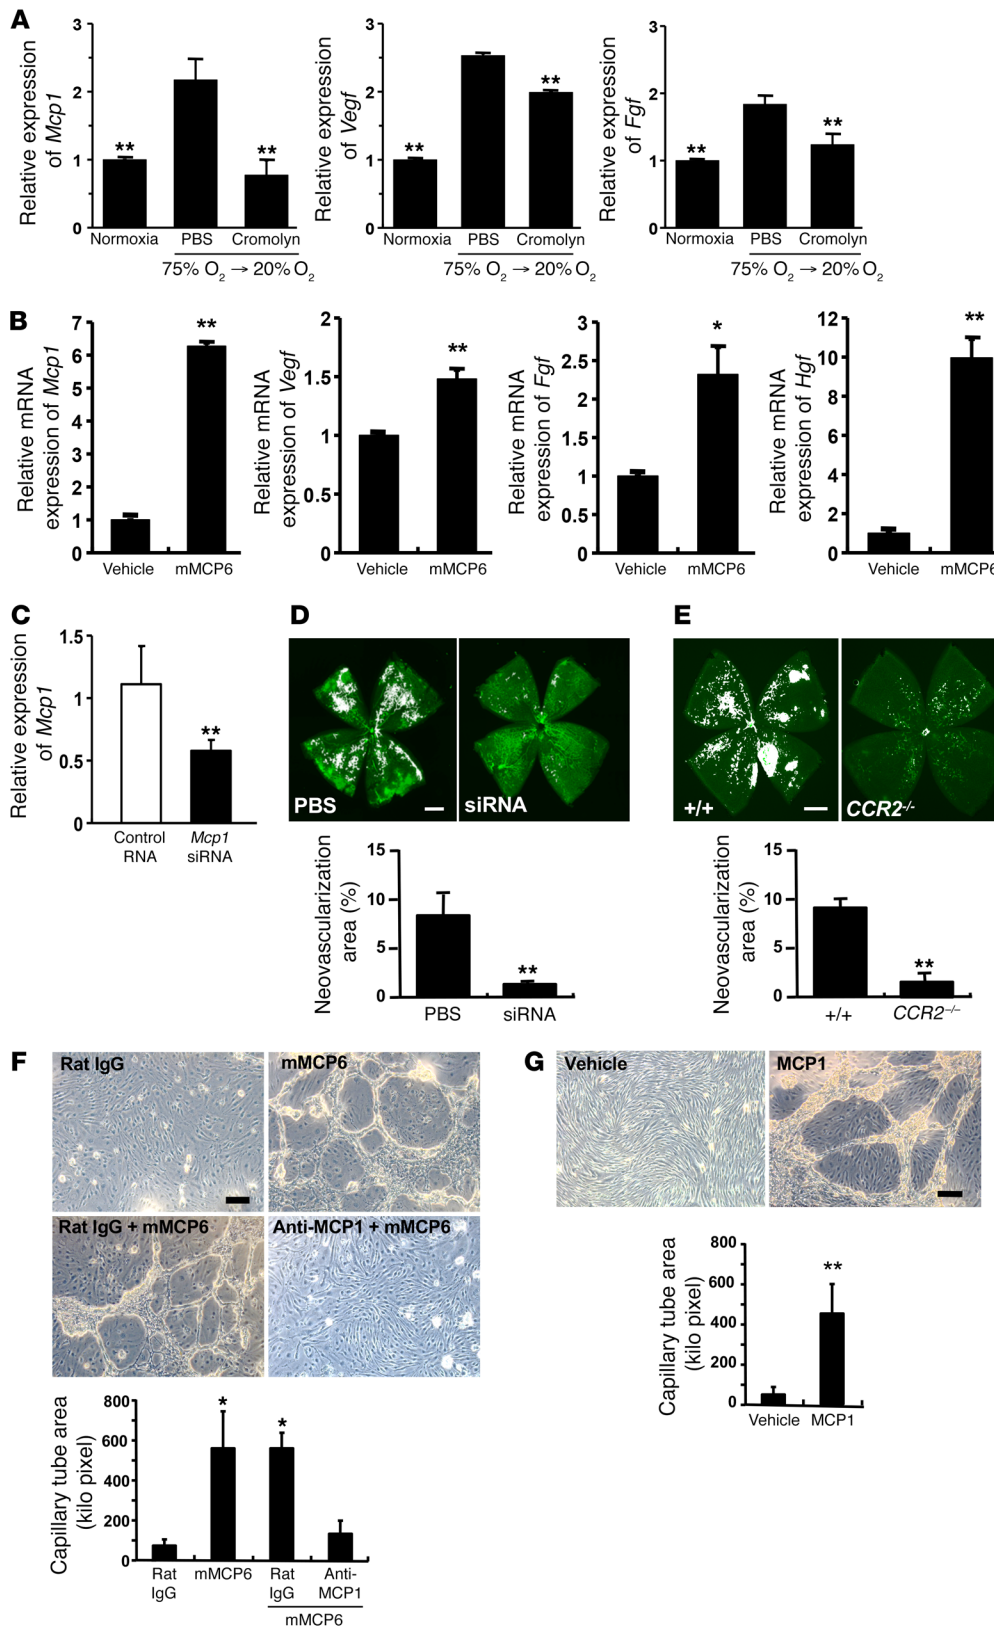 A
Relative expression
of Mcp1
3
2
1
0
**
**
Normoxia
PBS
Cromolyn
75% O2 → 20% O2
Relative expression
of Vegf
3
2
1
0
**
**
Normoxia
PBS
Cromolyn
75% O2 → 20% O2
Relative expression
of Fgf
3
2
1
0
**
**
Normoxia
PBS
Cromolyn
75% O2 → 20% O2
B
Relative mRNA
expression of Mcp1
7
6
5
4
3
2
1
0
**
Vehicle
mMCP6
Relative mRNA
expression of Vegf
2
1.5
1
0.5
0
**
Vehicle
mMCP6
Relative mRNA
expression of Fgf
3
2.5
2
1.5
1
0.5
0
*
Vehicle
mMCP6
Relative mRNA
expression of Hgf
12
10
8
6
4
2
0
**
Vehicle
mMCP6
C
Relative expression
of Mcp1
1.5
1
0.5
0
**
Control
RNA
Mcp1
siRNA
D
PBS
siRNA
Neovascularization
area (%)
15
10
5
0
**
PBS
siRNA
E
+/+
CCR2-/-
Neovascularization
area (%)
15
10
5
0
**
+/+
CCR2–/–
F
Rat IgG
mMCP6
Rat IgG + mMCP6
Anti-MCP1 + mMCP6
Capillary tube area
(kilo pixel)
800
600
400
200
0
*
*
Rat
IgG
mMCP6
Rat
IgG
Anti-
MCP1
mMCP6
G
Vehicle
MCP1
Capillary tube area
(kilo pixel)
800
600
400
200
0
**
Vehicle
MCP1